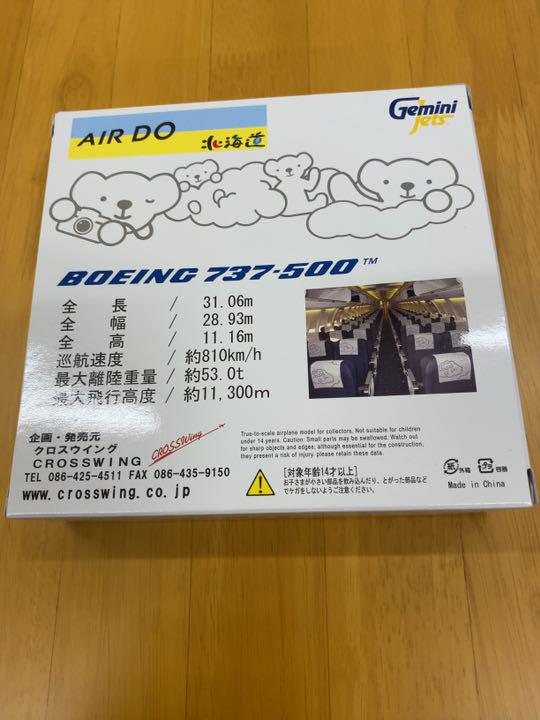 AIR DO
北海道
Gemini
Jets
BOEING 737-500™
全長 / 31.06m
全幅 / 28.93m
全高 / 11.16m
巡航速度 / 約810km/h
最大離陸重量 / 約53.0t
最大飛行高度 / 約11,300m
企画・発売元
クロスウイング
CROSSWING
CROSSWing
TEL 086-425-4511 FAX 086-435-9150
www.crosswing.co.jp
True-to-scale airplane model for collectors. Not suitable for children
under 14 years. Caution: Small parts may be swallowed. Watch out
for sharp objects and edges; although essential for the construction,
they present a risk of injury. please retain these data.
[対象年齢14才以上]
お子さまが小さい部品を飲み込んだり、とがった部品など
でケガをしないようご注意ください。
紙 外箱
プラ 容器
Made in China